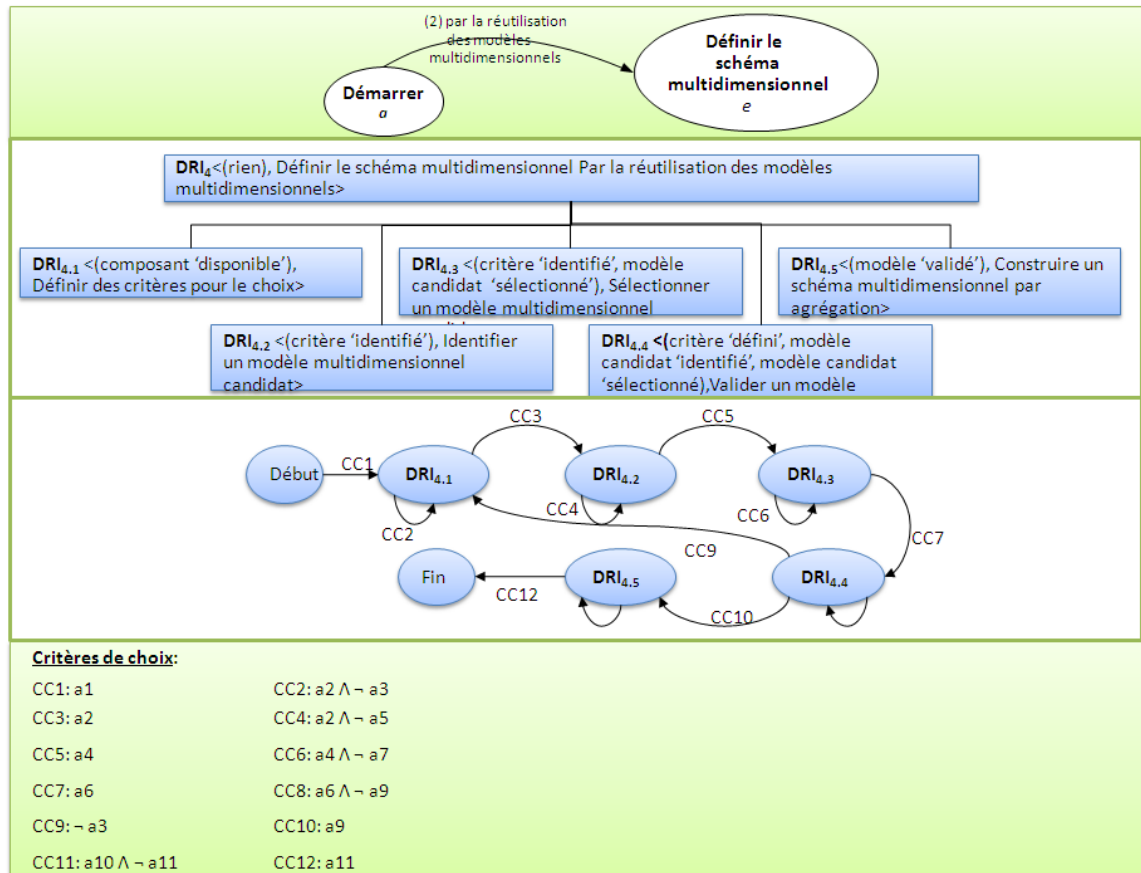 (2) par la réutilisation
des modèles
multidimensionnels
Définir le
schéma
multidimensionnel
e
Démarrer
a
DRI4<(rien), Définir le schéma multidimensionnel Par la réutilisation des modèles
multidimensionnels>
DRI4.1 <(composant ‘disponible’),
Définir des critères pour le choix>
DRI4.3 <(critère ‘identifié’, modèle
candidat ‘sélectionné’), Sélectionner
un modèle multidimensionnel
DRI4.5<(modèle ‘validé’), Construire un
schéma multidimensionnel par
agrégation>
DRI4.2 <(critère ‘identifié’), Identifier
un modèle multidimensionnel
candidat>
DRI4.4 <(critère ‘défini’, modèle
candidat ‘identifié’, modèle candidat
‘sélectionné),Valider un modèle
CC3
CC5
Début
CC1
DRI4.1
DRI4.2
DRI4.3
CC2
CC4
CC6
CC7
CC9
Fin
CC12
DRI4.5
DRI4.4
CC10
Critères de choix:
CC1: a1
CC2: a2 Λ ¬ a3
CC3: a2
CC4: a2 Λ ¬ a5
CC5: a4
CC6: a4 Λ ¬ a7
CC7: a6
CC8: a6 Λ ¬ a9
CC9: ¬ a3
CC10: a9
CC11: a10 Λ ¬ a11
CC12: a11